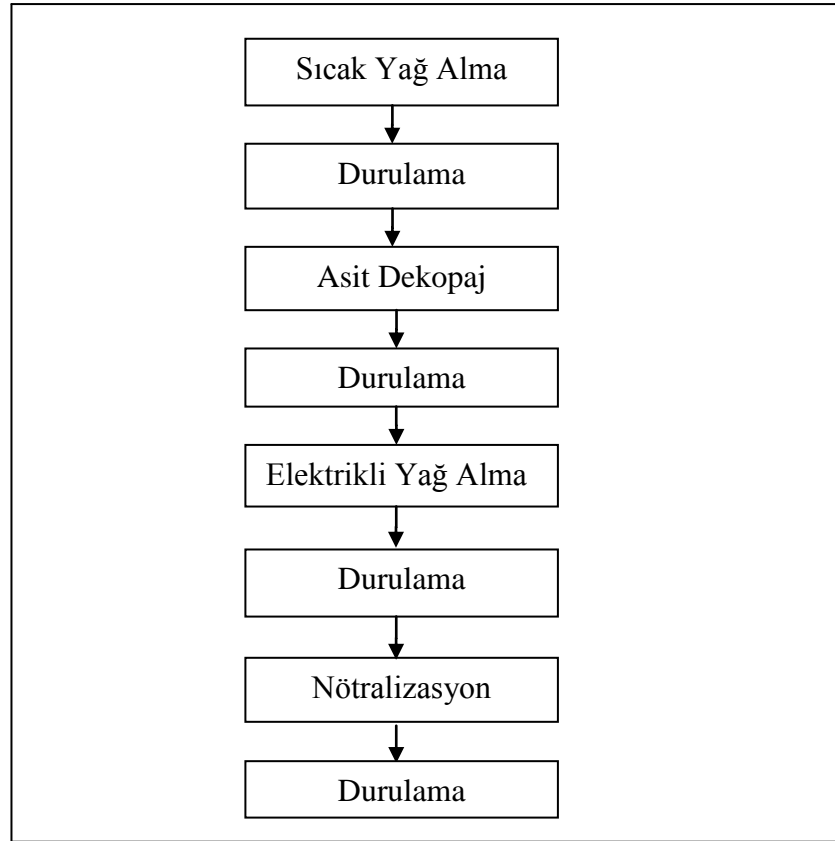 Sıcak Yağ Alma
Durulama
Asit Dekopaj
Durulama
Elektrikli Yağ Alma
Durulama
Nötralizasyon
Durulama